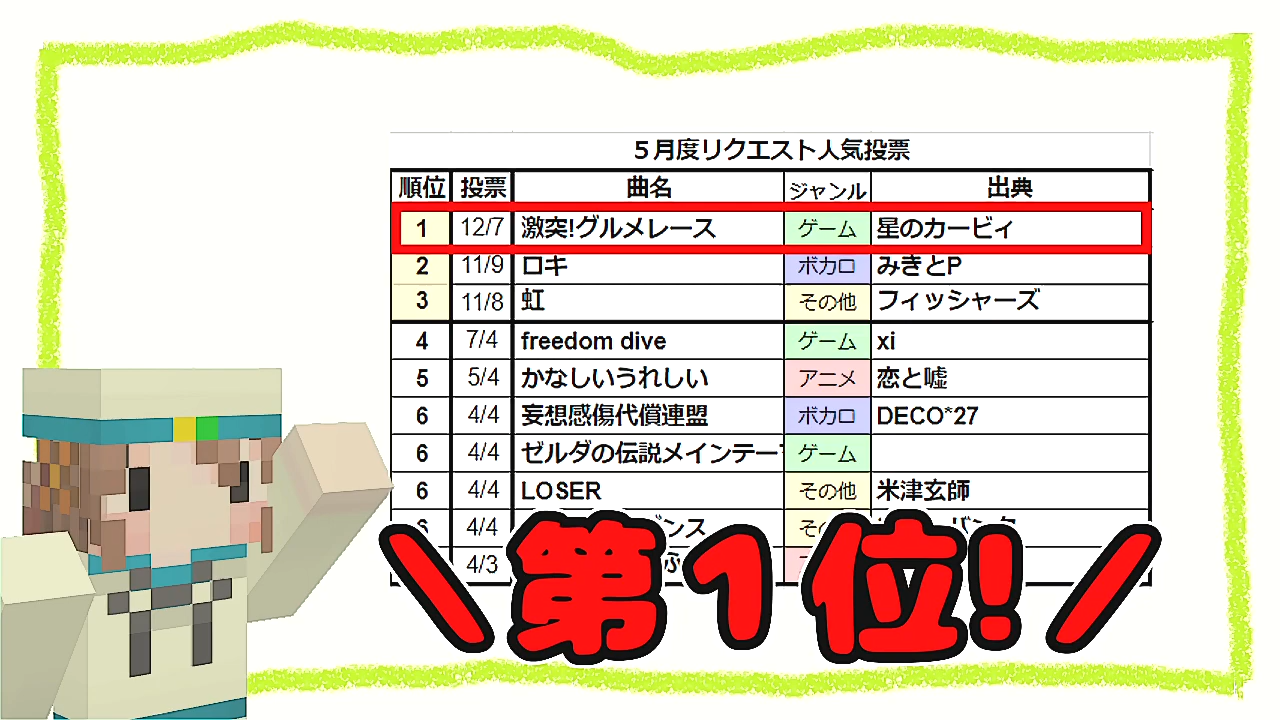 5月度リクエスト人気投票
順位 投票 曲名 ジャンル 出典
1 12/7 激突!グルメレース ゲーム 星のカービィ
2 11/9 ロキ ボカロ みきとP
3 11/8 虹 その他 フィッシャーズ
4 7/4 freedom dive ゲーム xi
5 5/4 かなしいうれしい アニメ 恋と嘘
6 4/4 妄想感傷代償連盟 ボカロ DECO*27
6 4/4 ゼルダの伝説メインテー ゲーム
6 4/4 LOSER その他 米津玄師
6 4/4
4/3
\第1位!/